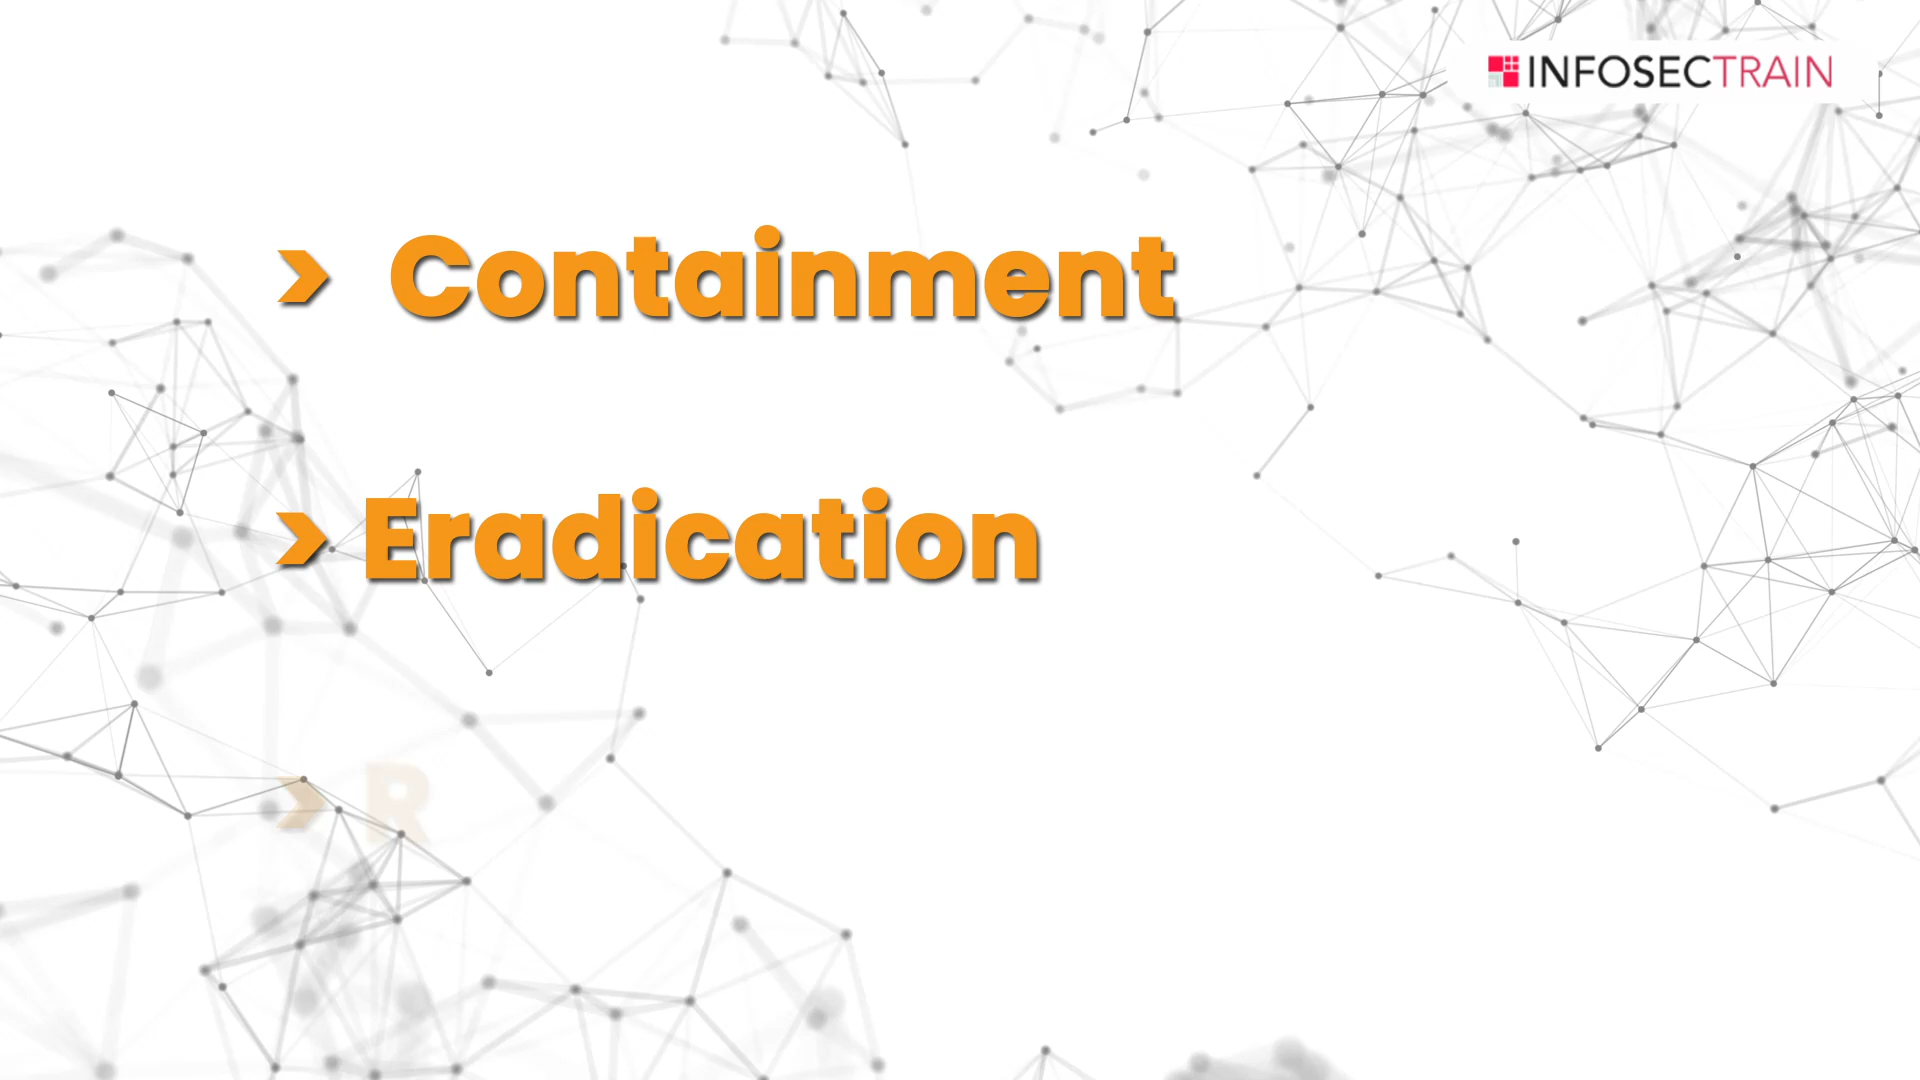 INFOSECTRAIN
> Containment
> Eradication
> R